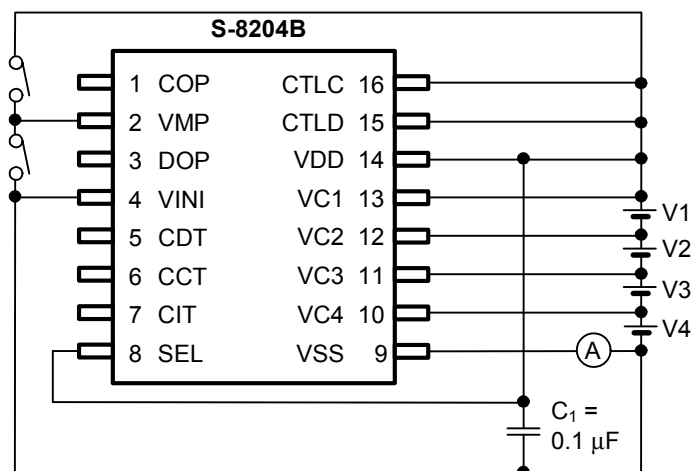 S-8204B
1 COP CTLC 16
2 VMP CTLD 15
3 DOP VDD 14
4 VINI VC1 13
5 CDT VC2 12
6 CCT VC3 11
7 CIT VC4 10
8 SEL VSS 9
V1
V2
V3
V4
A
C₁ =
0.1 μF